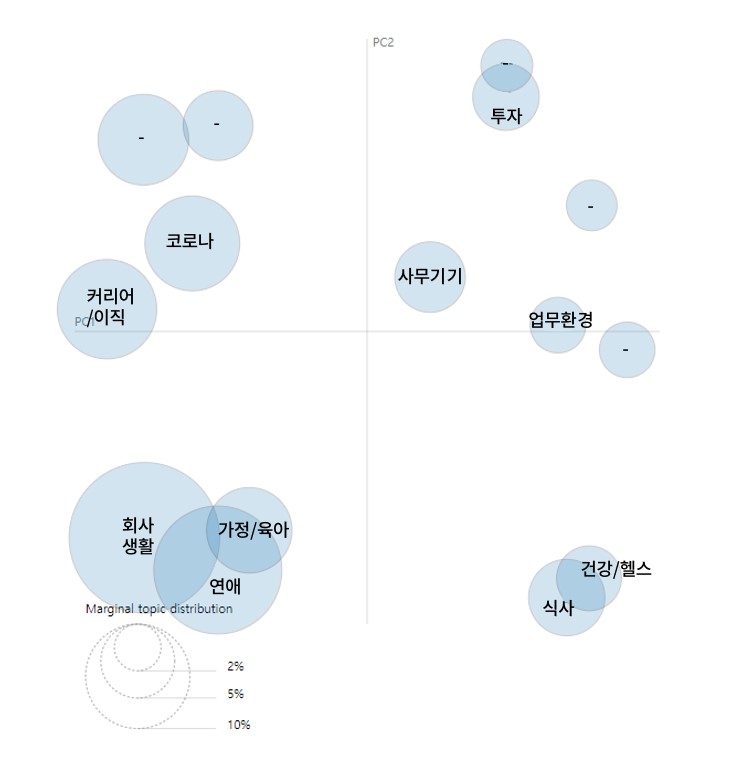 PC2
-
투자
-
-
-
코로나
사무기기
커리어
/이직
PC1
업무환경
-
회사
생활
가정/육아
연애
건강/헬스
식사
Marginal topic distribution
2%
5%
10%